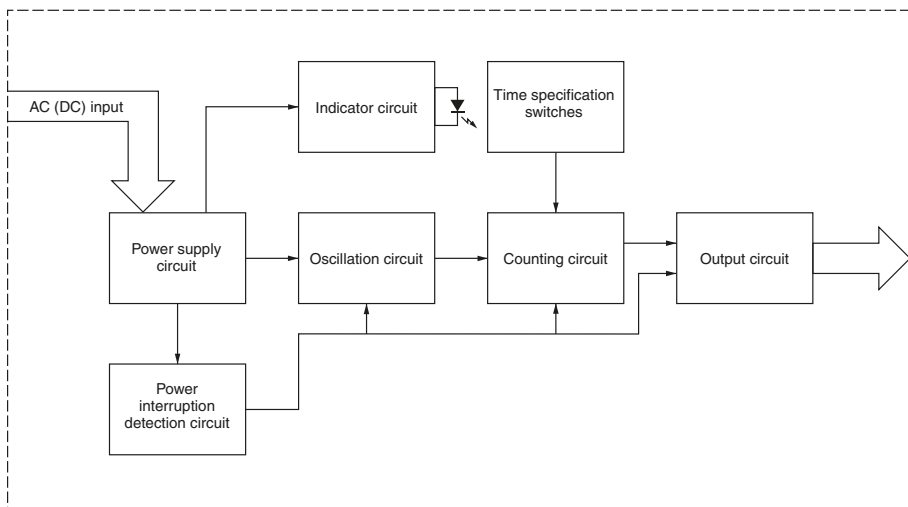 AC (DC) input
Indicator circuit
Time specification
switches
Power supply
circuit
Oscillation circuit
Counting circuit
Output circuit
Power
interruption
detection circuit